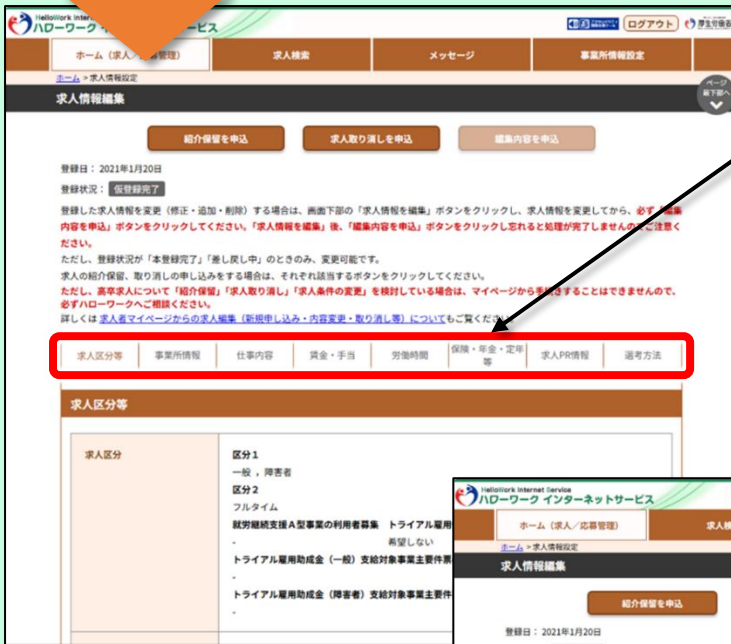 HelloWork Inter
ハローワーク イ ービス
ログアウト
厚生労働省
ホーム(求人/ 管理)
求人検索
メッセージ
事業所情報設定
ホーム > 求人情報設定
求人情報編集
ページ
最下部へ
紹介保留を申込
求人取り消しを申込
編集内容を申込
登録日: 2021年1月20日
登録状況: 仮登録完了
登録した求人情報を変更(修正・追加・削除)する場合は、画面下部の「求人情報を編集」ボタンをクリックし、求人情報を変更してから、必ず「編集
内容を申込」ボタンをクリックしてください。「求人情報を編集」後、「編集内容を申込」ボタンをクリックし忘れると処理が完了しませんのでご注意く
ださい。
ただし、登録状況が「本登録完了」「差し戻し中」のときのみ、変更可能です。
求人の紹介保留、取り消しの申し込みをする場合は、それぞれ該当するボタンをクリックしてください。
ただし、高卒求人について「紹介保留」「求人取り消し」「求人条件の変更」を検討している場合は、マイページから手続きすることはできませんので、
必ずハローワークへご相談ください。
詳しくは 求人者マイページからの求人編集(新規申し込み・内容変更・取り消し等)について もご覧ください。
求人区分等
事業所情報
仕事内容
賃金・手当
労働時間
保険・年金・定年
等
求人PR情報
選考方法
求人区分等
求人区分
区分1
一般 , 障害者
区分2
フルタイム
就労継続支援A型事業の利用者募集 トライアル雇用
- 希望しない
トライアル雇用助成金(一般)支給対象事業主要件票
-
トライアル雇用助成金(障害者)支給対象事業主要件
-
HelloWork Internet Service
ハローワーク インターネットサービス
ホーム(求人/応募管理)
求人検
ホーム > 求人情報設定
求人情報編集
紹介保留を申込
登録日: 2021年1月20日